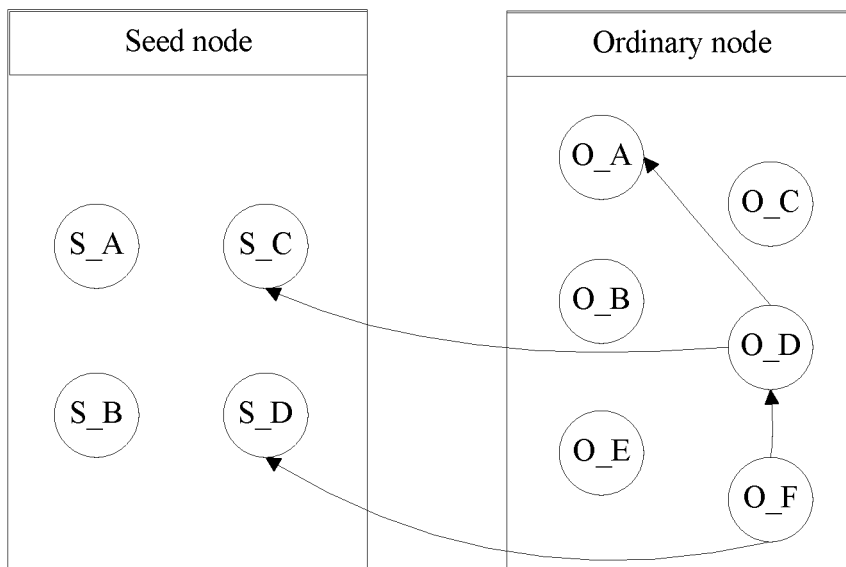 Seed node
S_A
S_C
S_B
S_D
Ordinary node
O_A
O_C
O_B
O_D
O_E
O_F